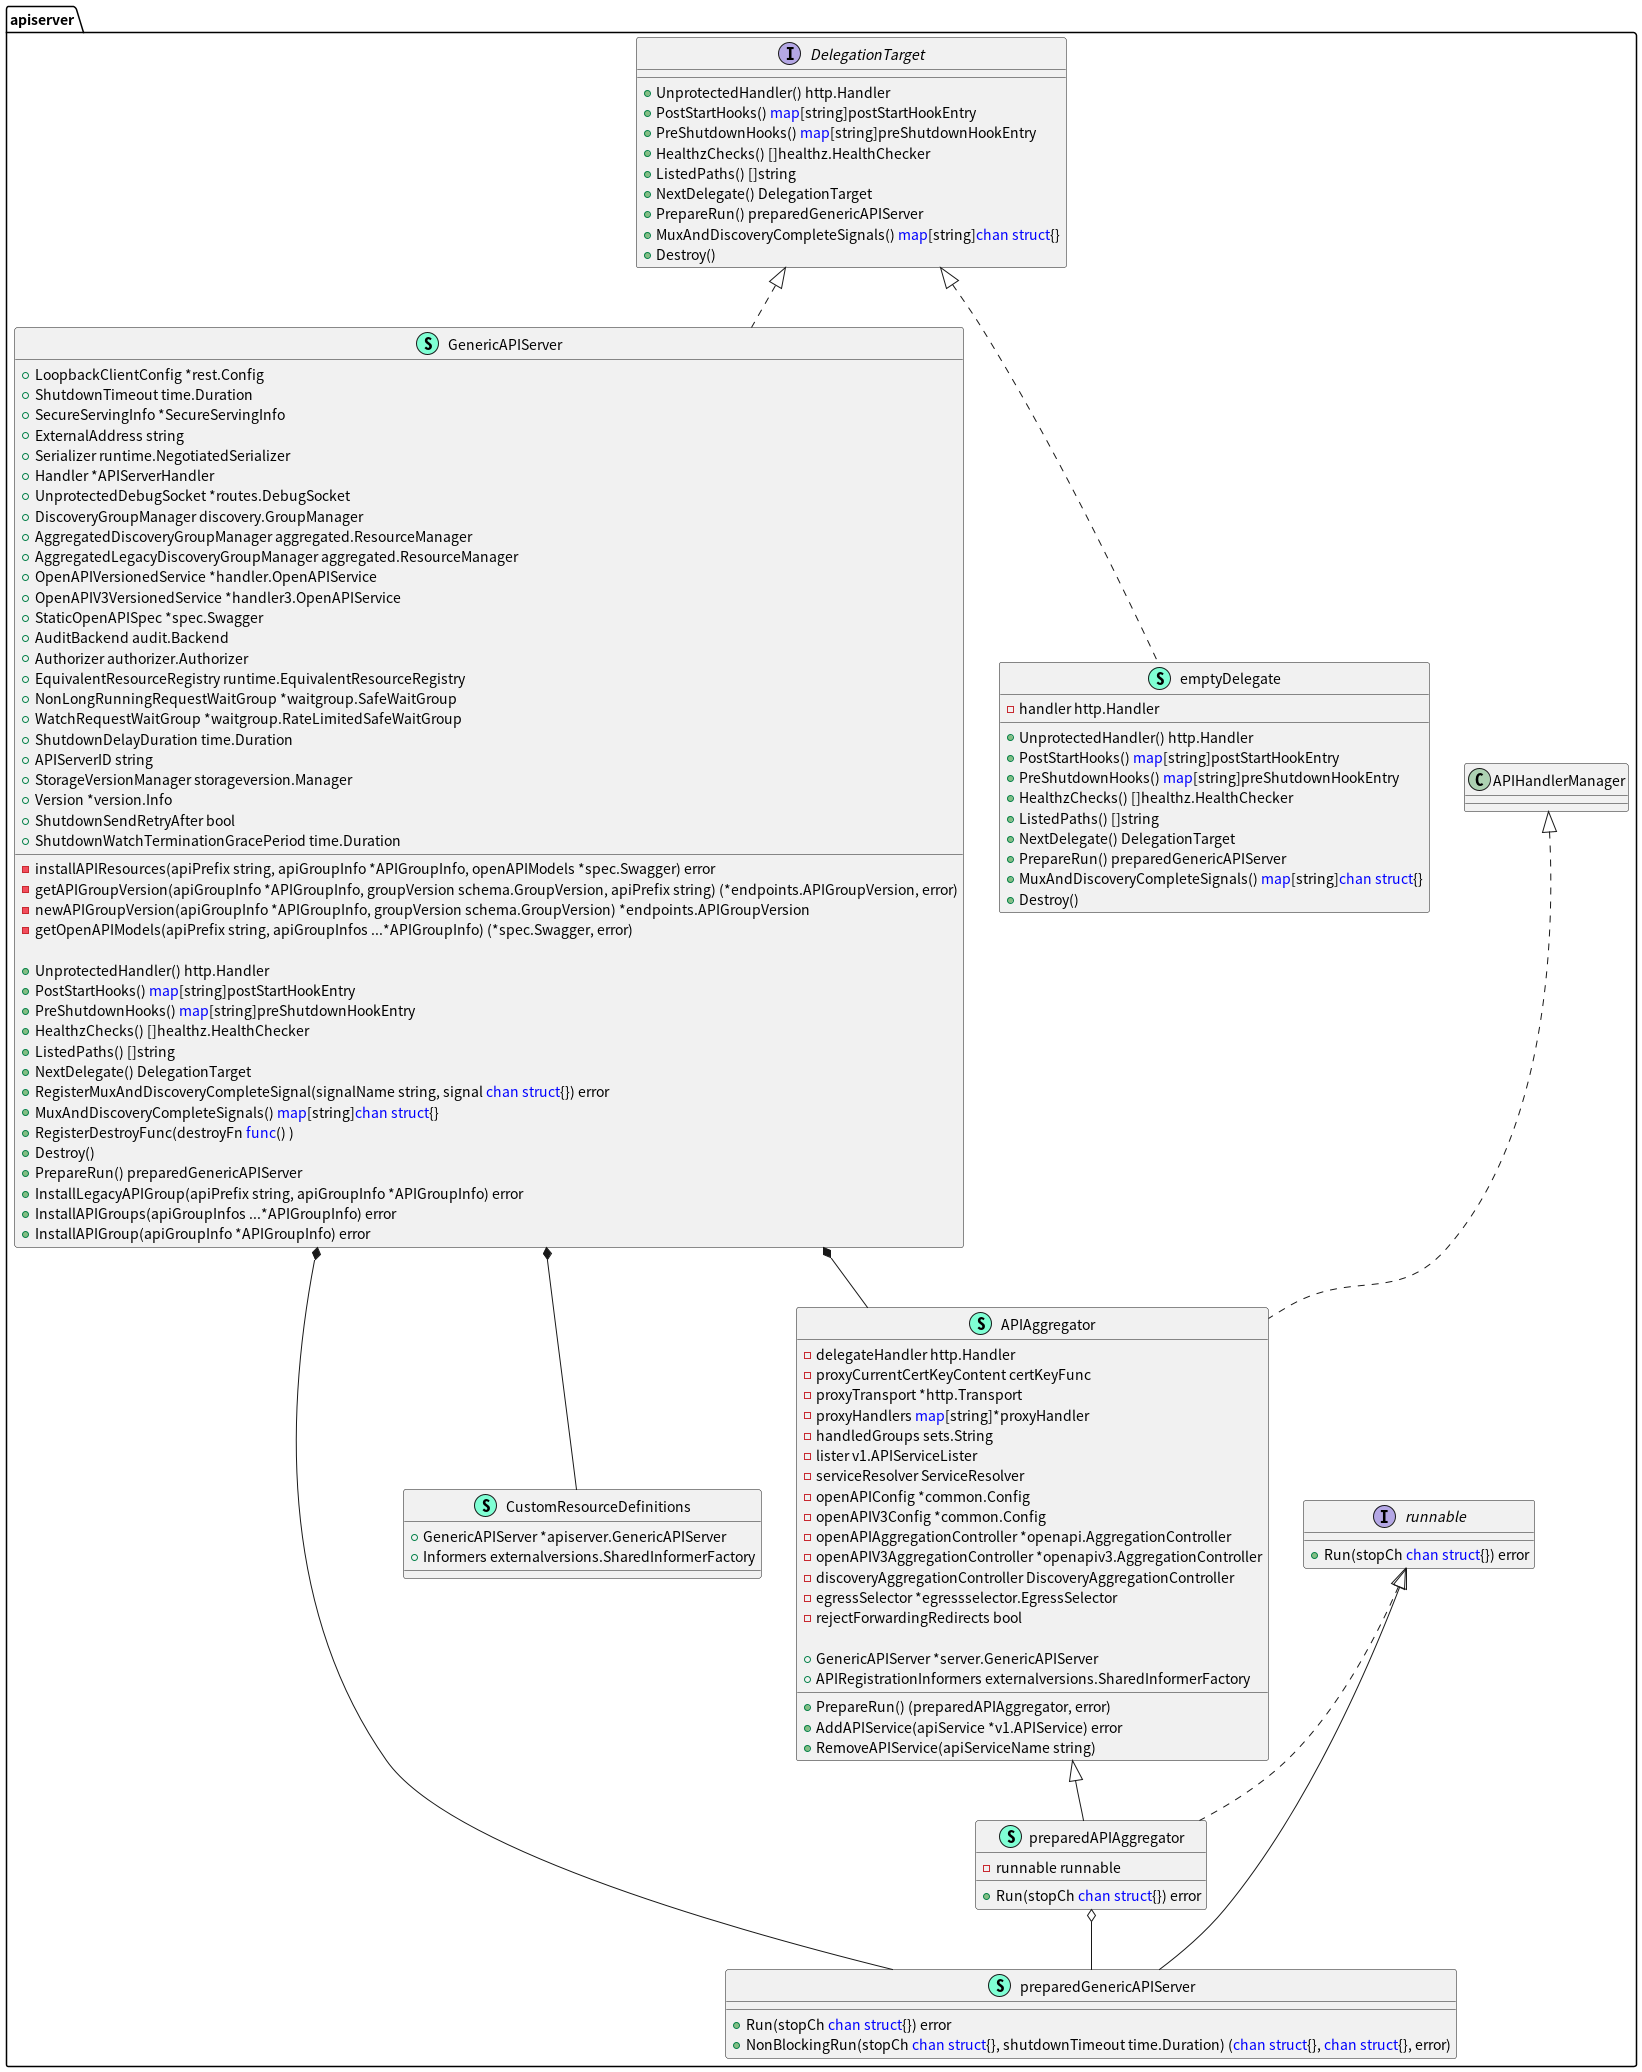 apiserver
I DelegationTarget
UnprotectedHandler() http.Handler
PostStartHooks() map[string]postStartHookEntry
PreShutdownHooks() map[string]preShutdownHookEntry
HealthzChecks() []healthz.HealthChecker
ListedPaths() []string
NextDelegate() DelegationTarget
PrepareRun() preparedGenericAPIServer
MuxAndDiscoveryCompleteSignals() map[string]chan struct{}
Destroy()
S GenericAPIServer
LoopbackClientConfig *rest.Config
ShutdownTimeout time.Duration
SecureServingInfo *SecureServingInfo
ExternalAddress string
Serializer runtime.NegotiatedSerializer
Handler *APIServerHandler
UnprotectedDebugSocket *routes.DebugSocket
DiscoveryGroupManager discovery.GroupManager
AggregatedDiscoveryGroupManager aggregated.ResourceManager
AggregatedLegacyDiscoveryGroupManager aggregated.ResourceManager
OpenAPIVersionedService *handler.OpenAPIService
OpenAPIV3VersionedService *handler3.OpenAPIService
StaticOpenAPISpec *spec.Swagger
AuditBackend audit.Backend
Authorizer authorizer.Authorizer
EquivalentResourceRegistry runtime.EquivalentResourceRegistry
NonLongRunningRequestWaitGroup *waitgroup.SafeWaitGroup
WatchRequestWaitGroup *waitgroup.RateLimitedSafeWaitGroup
ShutdownDelayDuration time.Duration
APIServerID string
StorageVersionManager storageversion.Manager
Version *version.Info
ShutdownSendRetryAfter bool
ShutdownWatchTerminationGracePeriod time.Duration
installAPIResources(apiPrefix string, apiGroupInfo *APIGroupInfo, openAPIModels *spec.Swagger) error
getAPIGroupVersion(apiGroupInfo *APIGroupInfo, groupVersion schema.GroupVersion, apiPrefix string) (*endpoints.APIGroupVersion, error)
newAPIGroupVersion(apiGroupInfo *APIGroupInfo, groupVersion schema.GroupVersion) *endpoints.APIGroupVersion
getOpenAPIModels(apiPrefix string, apiGroupInfos ...*APIGroupInfo) (*spec.Swagger, error)
UnprotectedHandler() http.Handler
PostStartHooks() map[string]postStartHookEntry
PreShutdownHooks() map[string]preShutdownHookEntry
HealthzChecks() []healthz.HealthChecker
ListedPaths() []string
NextDelegate() DelegationTarget
RegisterMuxAndDiscoveryCompleteSignal(signalName string, signal chan struct{}) error
MuxAndDiscoveryCompleteSignals() map[string]chan struct{}
RegisterDestroyFunc(destroyFn func() )
Destroy()
PrepareRun() preparedGenericAPIServer
InstallLegacyAPIGroup(apiPrefix string, apiGroupInfo *APIGroupInfo) error
InstallAPIGroups(apiGroupInfos ...*APIGroupInfo) error
InstallAPIGroup(apiGroupInfo *APIGroupInfo) error
S emptyDelegate
handler http.Handler
UnprotectedHandler() http.Handler
PostStartHooks() map[string]postStartHookEntry
PreShutdownHooks() map[string]preShutdownHookEntry
HealthzChecks() []healthz.HealthChecker
ListedPaths() []string
NextDelegate() DelegationTarget
PrepareRun() preparedGenericAPIServer
MuxAndDiscoveryCompleteSignals() map[string]chan struct{}
Destroy()
C APIHandlerManager
S APIAggregator
delegateHandler http.Handler
proxyCurrentCertKeyContent certKeyFunc
proxyTransport *http.Transport
proxyHandlers map[string]*proxyHandler
handledGroups sets.String
lister v1.APIServiceLister
serviceResolver ServiceResolver
openAPIConfig *common.Config
openAPIV3Config *common.Config
openAPIAggregationController *openapi.AggregationController
openAPIV3AggregationController *openapiv3.AggregationController
discoveryAggregationController DiscoveryAggregationController
egressSelector *egressselector.EgressSelector
rejectForwardingRedirects bool
GenericAPIServer *server.GenericAPIServer
APIRegistrationInformers externalversions.SharedInformerFactory
PrepareRun() (preparedAPIAggregator, error)
AddAPIService(apiService *v1.APIService) error
RemoveAPIService(apiServiceName string)
S CustomResourceDefinitions
GenericAPIServer *apiserver.GenericAPIServer
Informers externalversions.SharedInformerFactory
I runnable
Run(stopCh chan struct{}) error
S preparedAPIAggregator
runnable runnable
Run(stopCh chan struct{}) error
S preparedGenericAPIServer
Run(stopCh chan struct{}) error
NonBlockingRun(stopCh chan struct{}, shutdownTimeout time.Duration) (chan struct{}, chan struct{}, error)